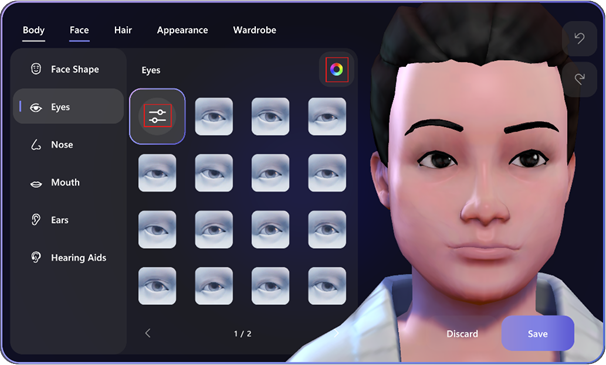 Body Face Hair Appearance Wardrobe
Face Shape
Eyes
Eyes
Nose
Mouth
Ears
Hearing Aids
1 / 2
Discard Save